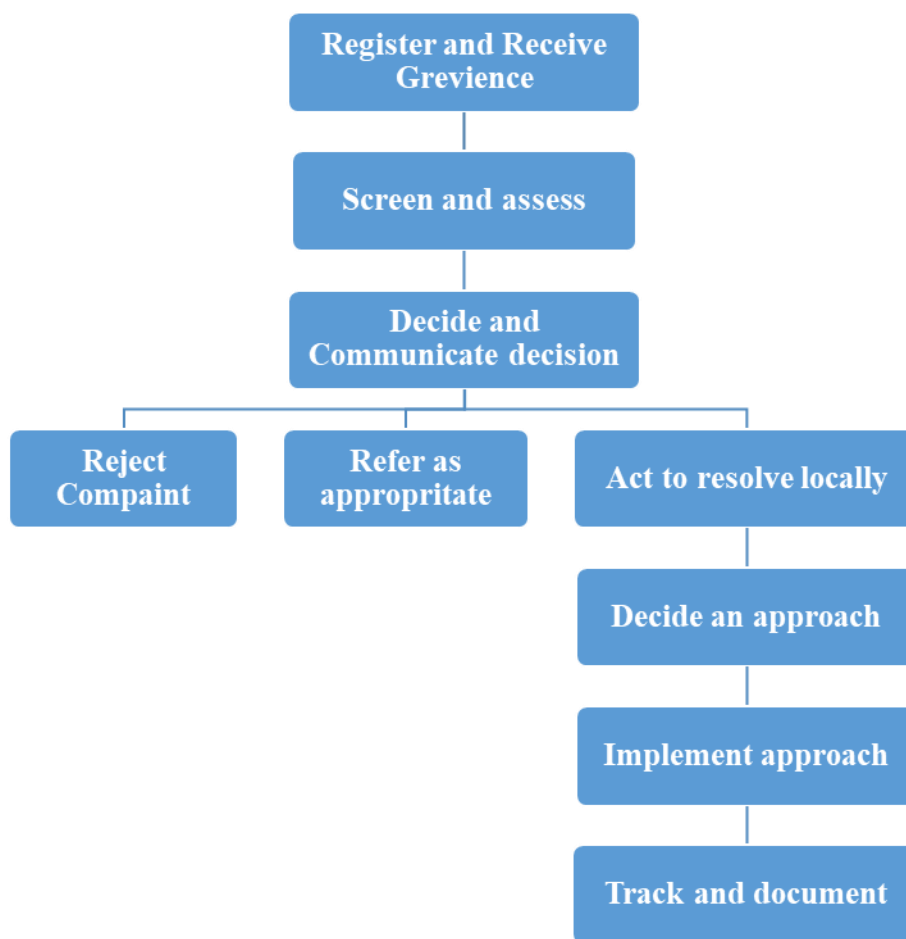 Register and Receive
Grevience
Screen and assess
Decide and
Communicate decision
Reject
Compaint
Refer as
appropritate
Act to resolve locally
Decide an approach
Implement approach
Track and document